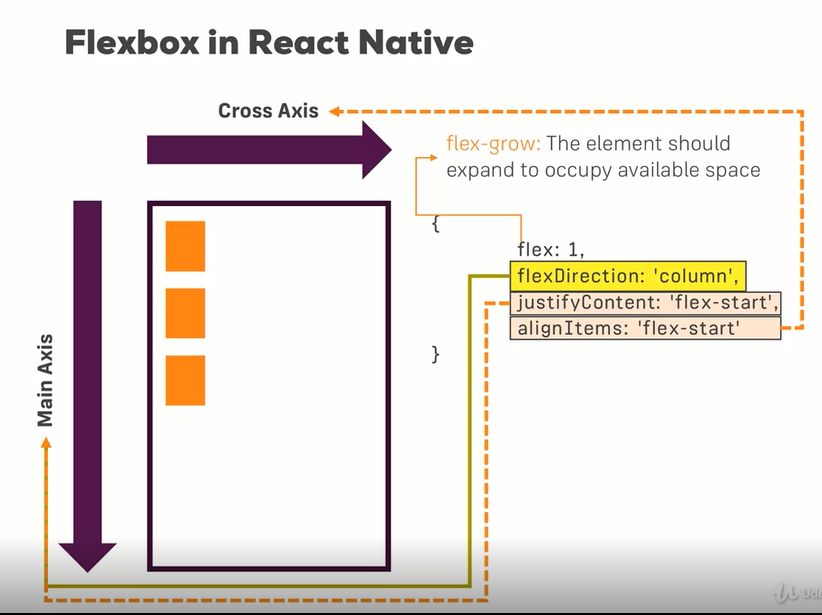 Flexbox in React Native
Cross Axis
flex-grow: The element should
expand to occupy available space
{
flex: 1,
flexDirection: 'column',
justifyContent: 'flex-start',
alignItems: 'flex-start'
}
Main Axis